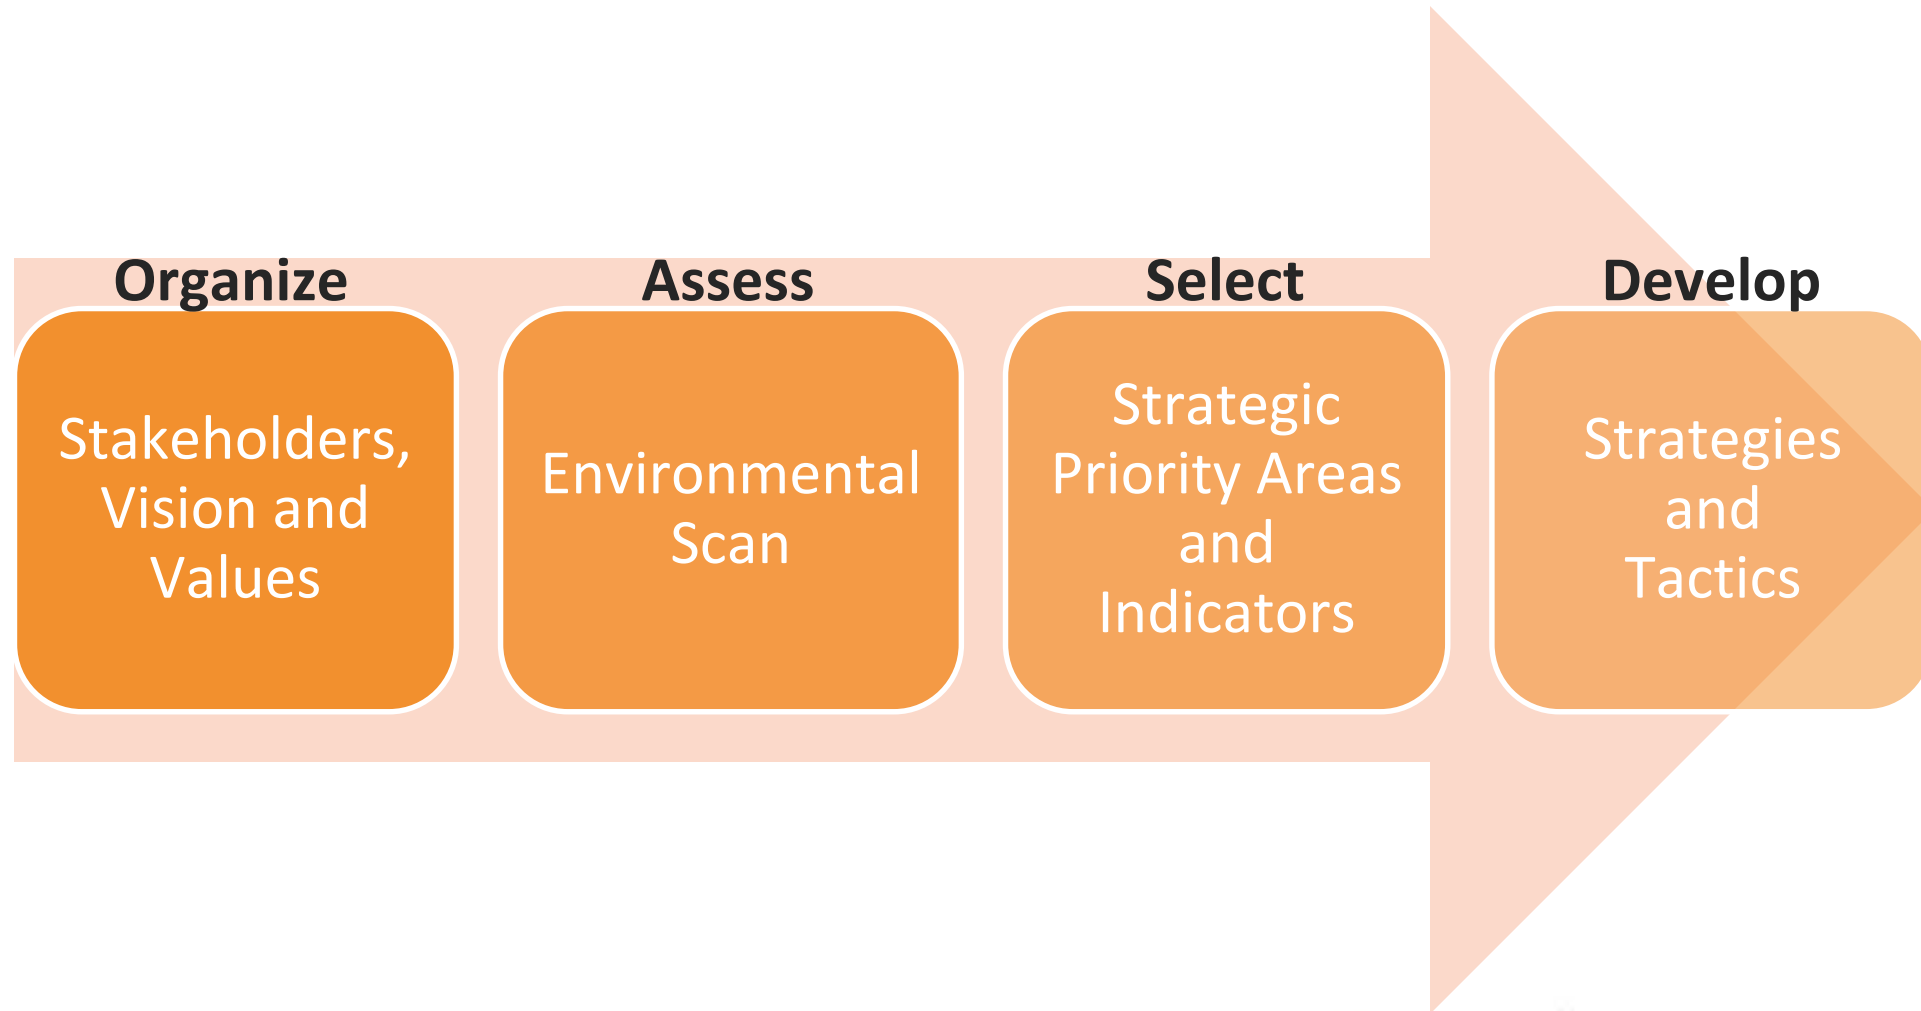 Organize
Stakeholders,
Vision and
Values
Assess
Environmental
Scan
Select
Strategic
Priority Areas
and
Indicators
Develop
Strategies
and
Tactics